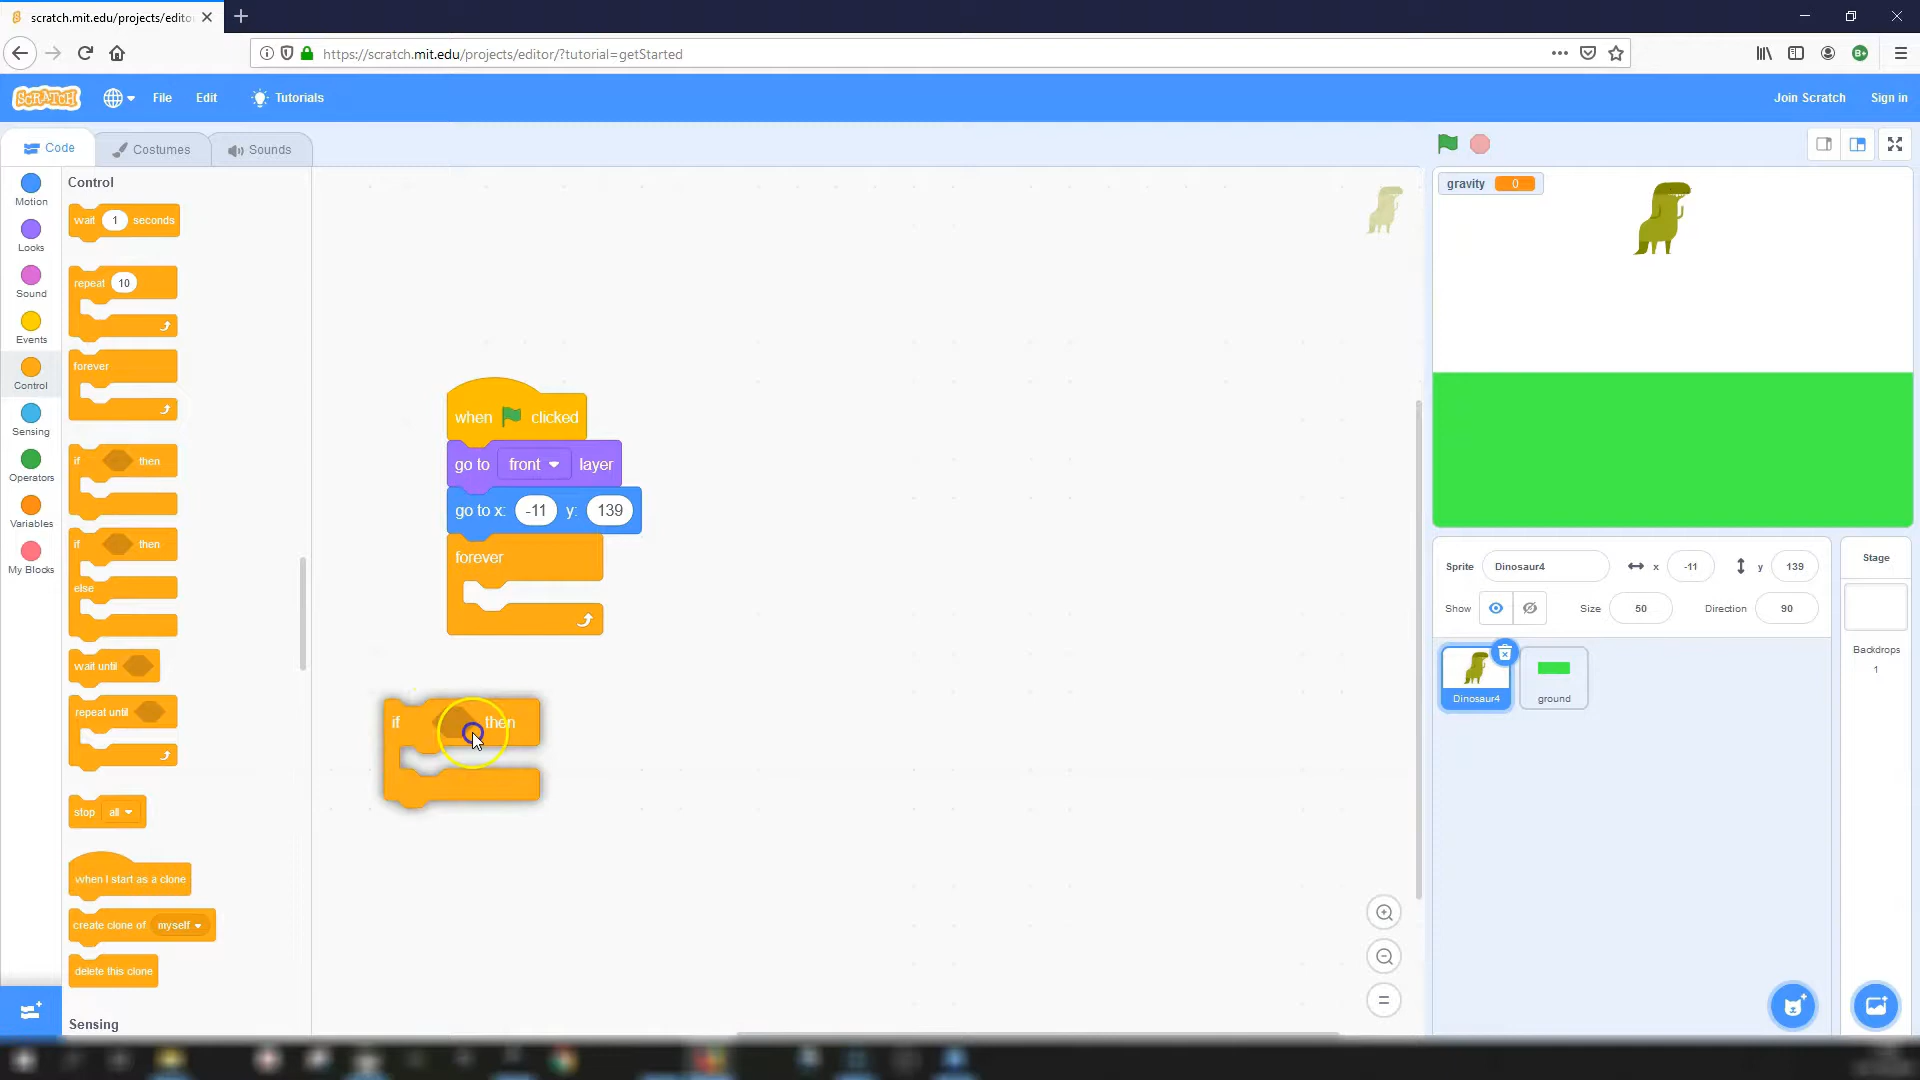 scratch.mit.edu/projects/edito
https://scratch.mit.edu/projects/editor/?tutorial=getStarted
SCRATCH File Edit Tutorials Join Scratch Sign in
Code Costumes Sounds
Motion
Looks
Sound
Events
Control
Sensing
Operators
Variables
My Blocks
Control
wait 1 seconds
repeat 10
forever
if then
if then
else
wait until
repeat until
stop all
when I start as a clone
create clone of myself
delete this clone
Sensing
when clicked
go to front layer
go to x: -11 y: 139
forever
if then
gravity 0
Sprite Dinosaur4 x -11 y 139
Show Size 50 Direction 90
Dinosaur4
ground
Stage
Backdrops
1